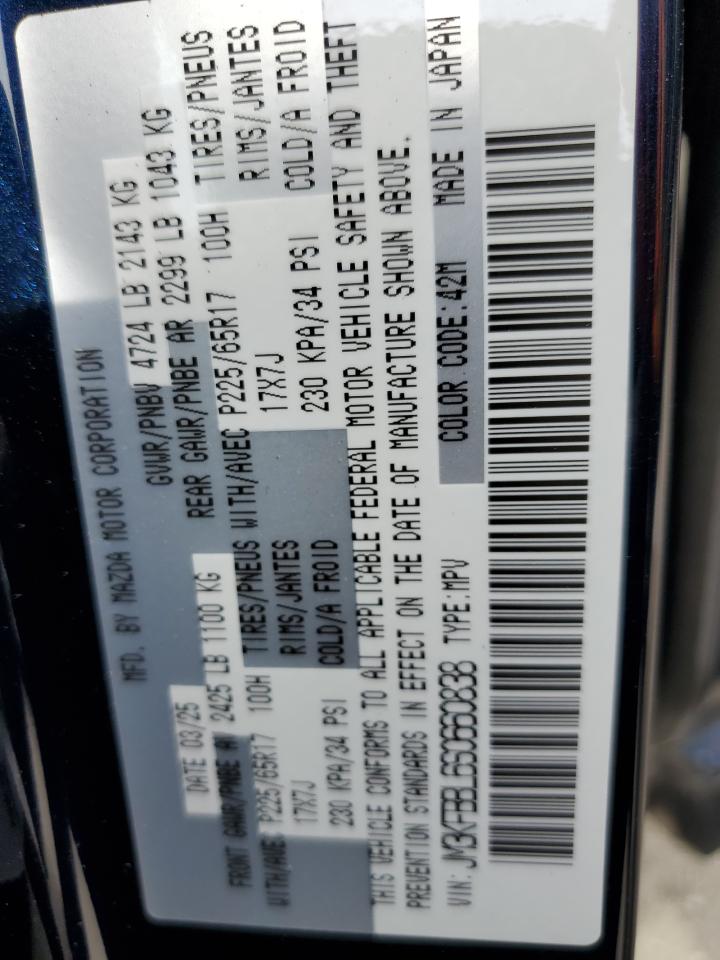 MFD. BY MAZDA MOTOR CORPORATION
DATE 03/25 GVWR/PNBV 4724 LB 2143 KG
FRONT GAWR/PNBE AV 2425 LB 1100 KG REAR GAWR/PNBE AR 2299 LB 1043 KG
WITH/AVEC P225/65R17 100H TIRES/PNEUS WITH/AVEC P225/65R17 100H TIRES/PNEUS
17X7J RIMS/JANTES 17X7J RIMS/JANTES
230 KPA/34 PSI COLD/A FROID 230 KPA/34 PSI COLD/A FROID
THIS VEHICLE CONFORMS TO ALL APPLICABLE FEDERAL MOTOR VEHICLE SAFETY AND THEFT
PREVENTION STANDARDS IN EFFECT ON THE DATE OF MANUFACTURE SHOWN ABOVE.
VIN: JM3KFBBL6S0660838 TYPE:MPV COLOR CODE:42M MADE IN JAPAN